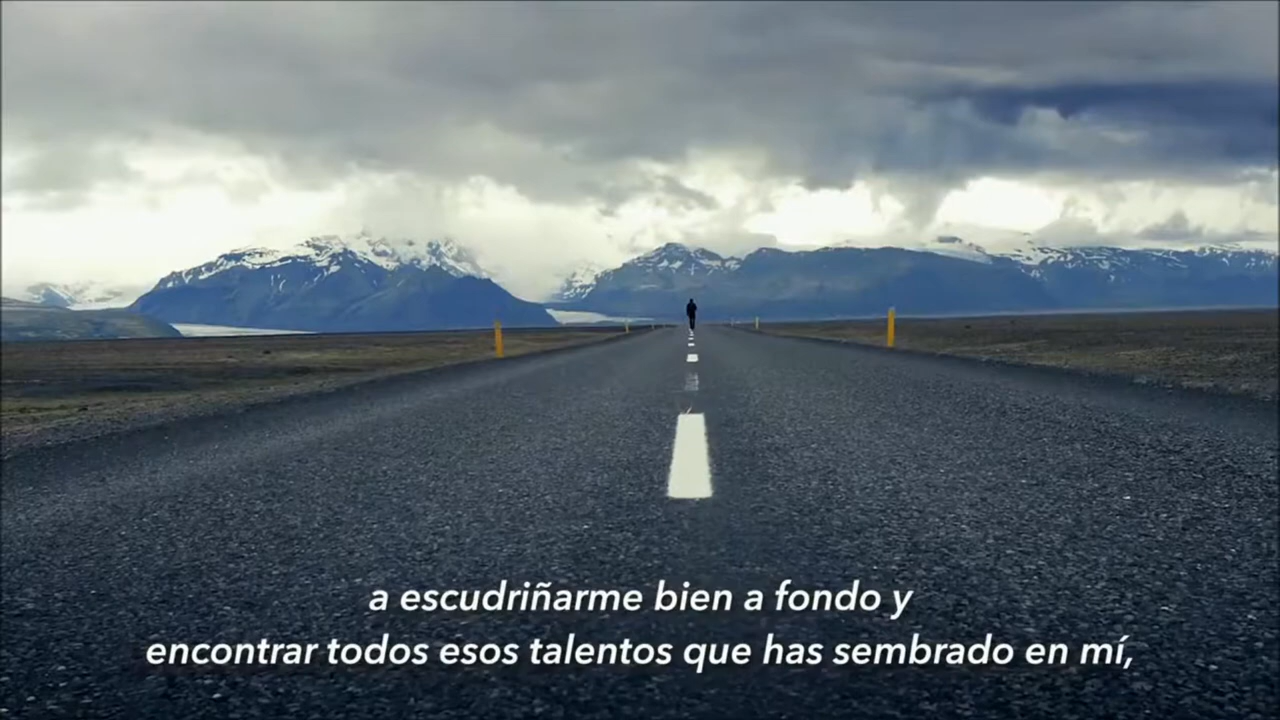 a escudriñarme bien a fondo y
encontrar todos esos talentos que has sembrado en mí,